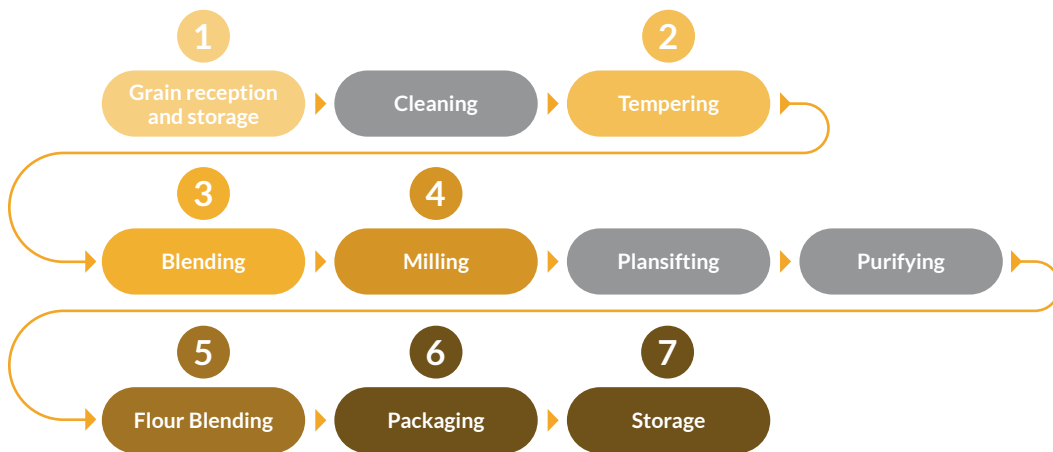 1
2
Grain reception
and storage
Cleaning
Tempering
3
4
Blending
Milling
Plansifting
Purifying
5
6
7
Flour Blending
Packaging
Storage